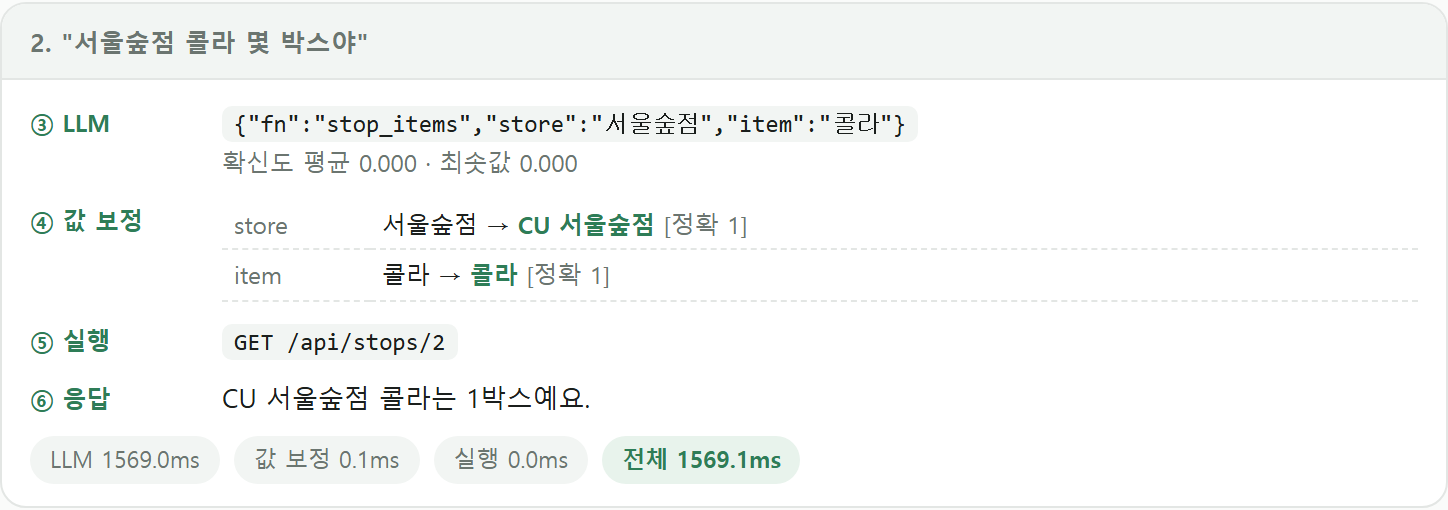 2. "서울숲점 콜라 몇 박스야"
③ LLM {"fn":"stop_items","store":"서울숲점","item":"콜라"}
확신도 평균 0.000 · 최솟값 0.000
④ 값 보정 store 서울숲점 → CU 서울숲점 [정확 1]
item 콜라 → 콜라 [정확 1]
⑤ 실행 GET /api/stops/2
⑥ 응답 CU 서울숲점 콜라는 1박스예요.
LLM 1569.0ms 값 보정 0.1ms 실행 0.0ms 전체 1569.1ms